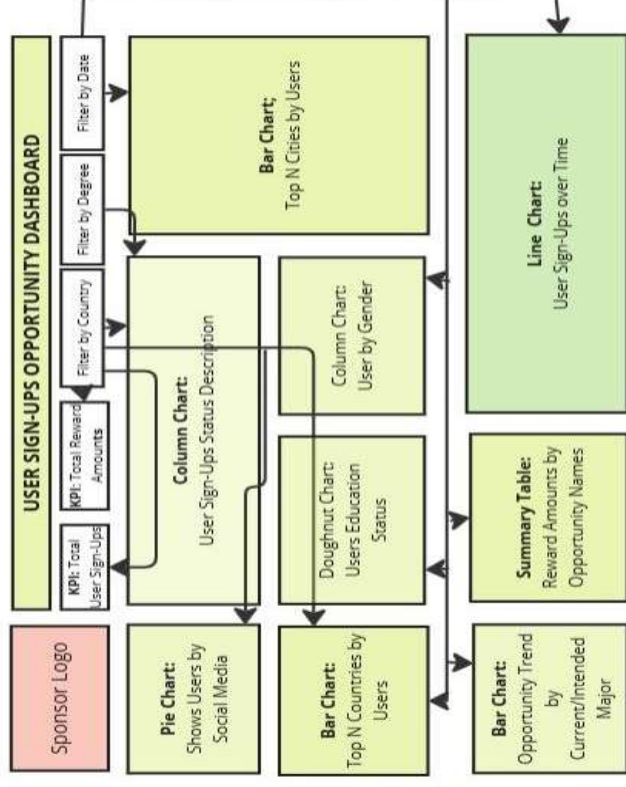 Sponsor Logo
USER SIGN-UPS OPPORTUNITY DASHBOARD
KPI: Total
User Sign-Ups
KPI: Total Reward
Amounts
Filter by Country
Filter by Degree
Filter by Date
Pie Chart:
Shows Users by
Social Media
Column Chart:
User Sign-Ups Status Description
Bar Chart;
Top N Cities by Users
Bar Chart:
Top N Countries by
Users
Doughnut Chart:
Users Education
Status
Column Chart:
User by Gender
Bar Chart:
Opportunity Trend
by
Current/Intended
Major
Summary Table:
Reward Amounts by
Opportunity Names
Line Chart:
User Sign-Ups over Time